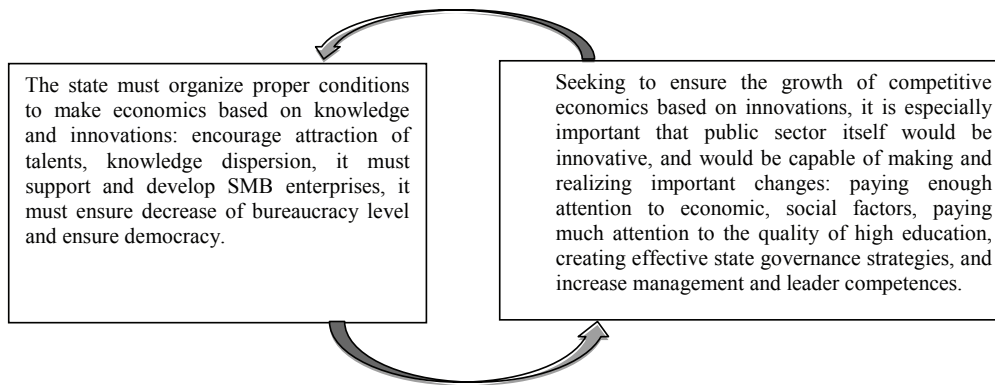 The state must organize proper conditions
to make economics based on knowledge
and innovations: encourage attraction of
talents, knowledge dispersion, it must
support and develop SMB enterprises, it
must ensure decrease of bureaucracy level
and ensure democracy.
Seeking to ensure the growth of competitive
economics based on innovations, it is especially
important that public sector itself would be
innovative, and would be capable of making and
realizing important changes: paying enough
attention to economic, social factors, paying
much attention to the quality of high education,
creating effective state governance strategies, and
increase management and leader competences.